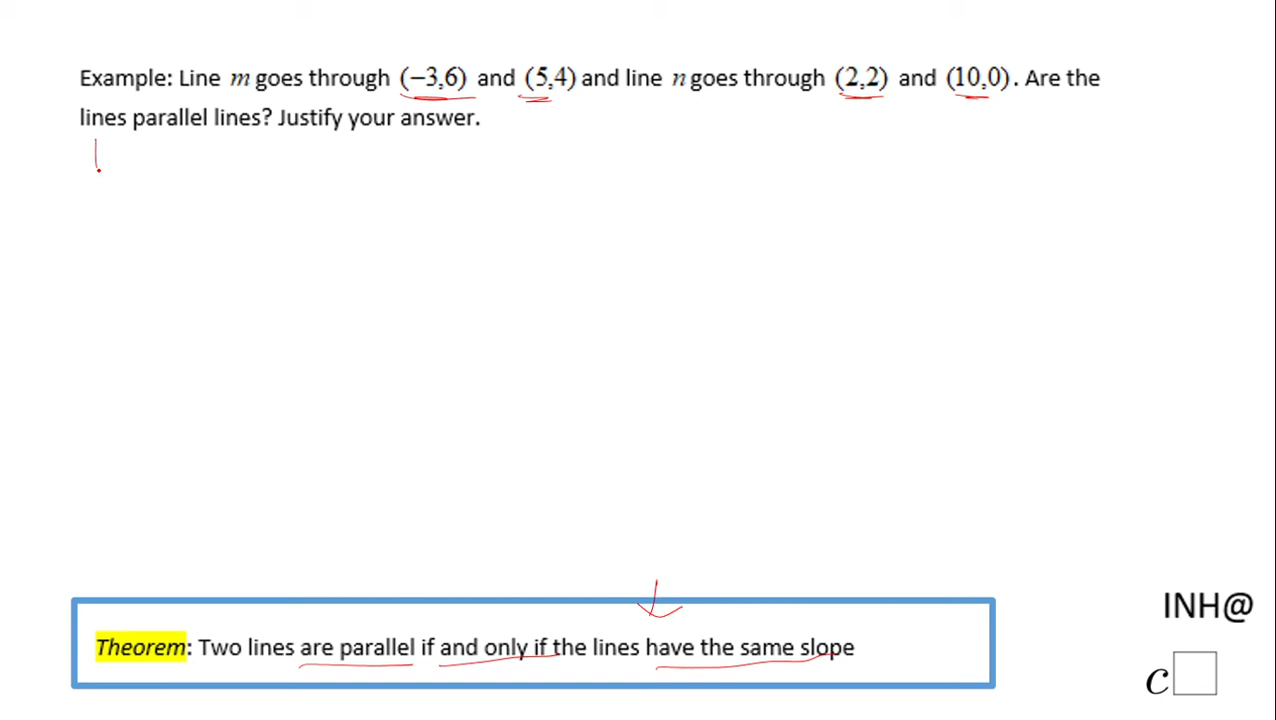 Example: Line m goes through (−3,6) and (5,4) and line n goes through (2,2) and (10,0). Are the
lines parallel lines? Justify your answer.
Theorem: Two lines are parallel if and only if the lines have the same slope
INH@
c